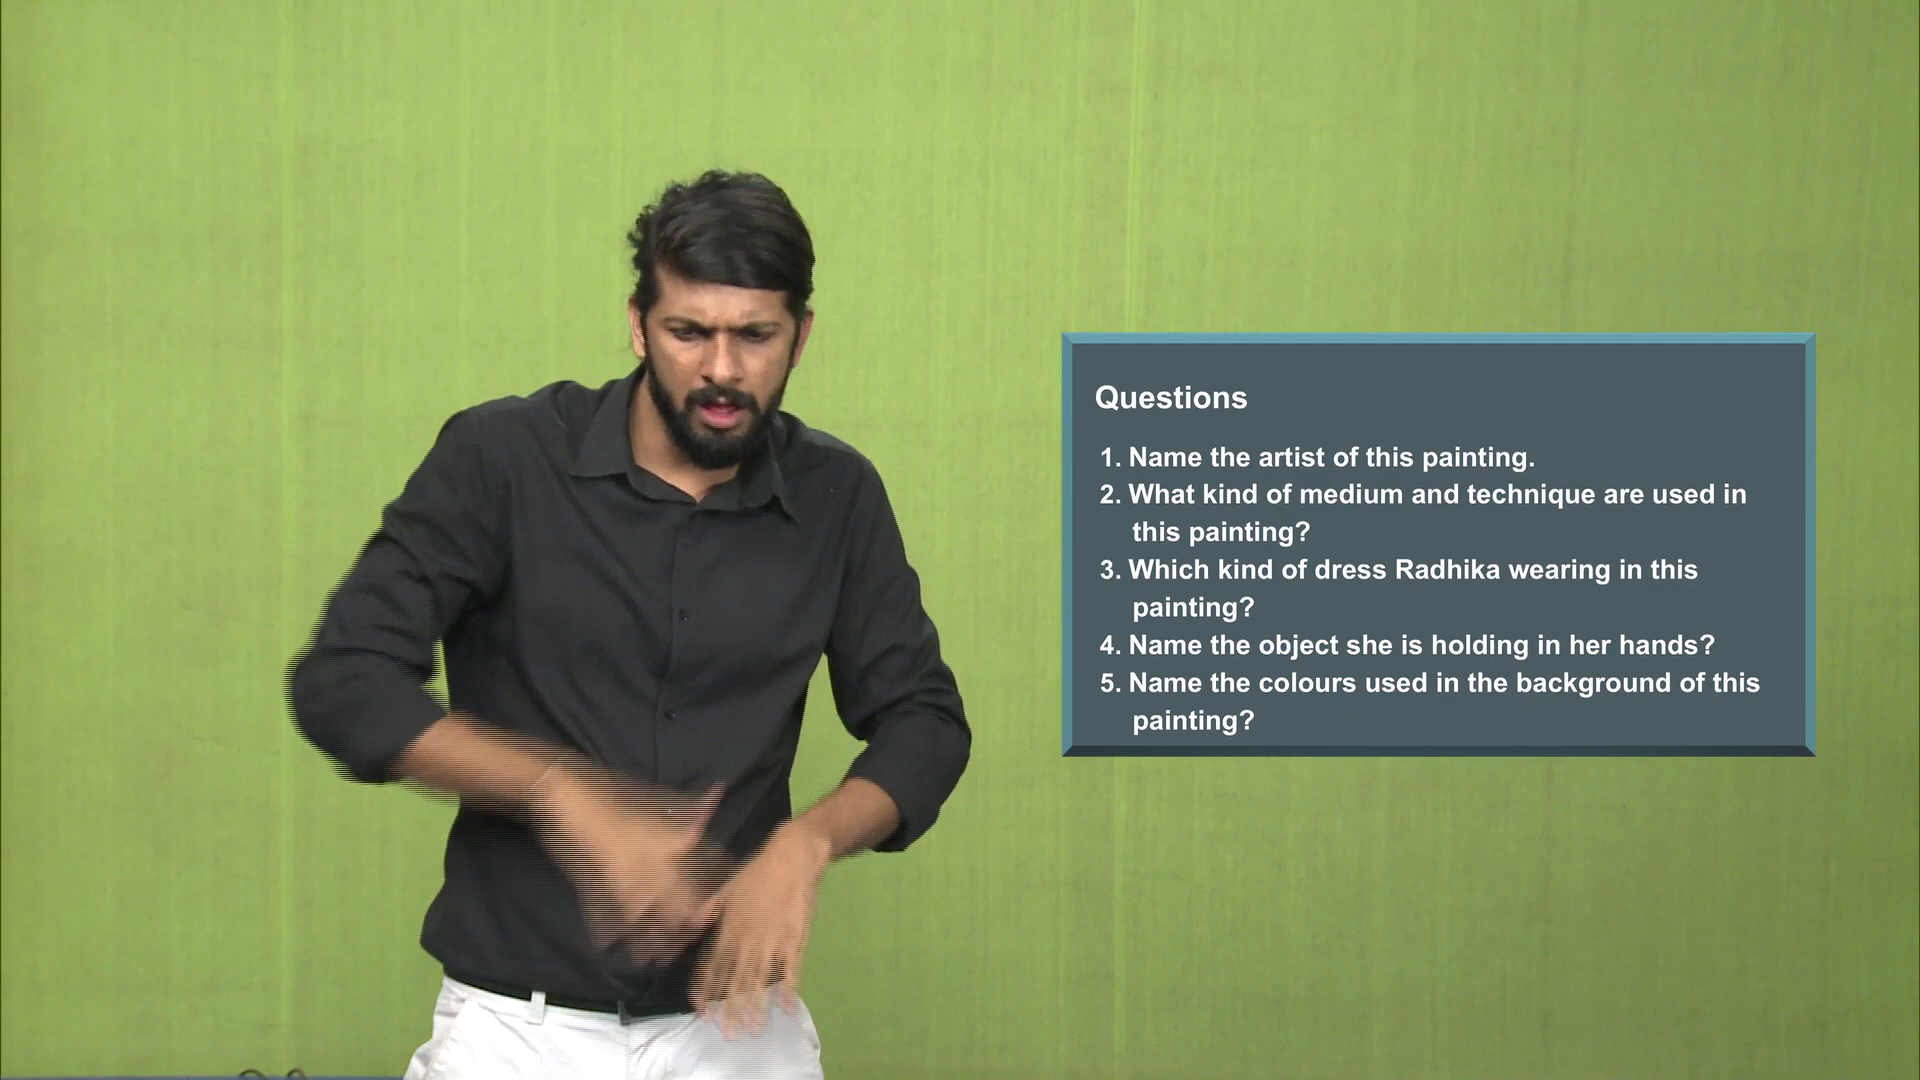 Questions
1. Name the artist of this painting.
2. What kind of medium and technique are used in
this painting?
3. Which kind of dress Radhika wearing in this
painting?
4. Name the object she is holding in her hands?
5. Name the colours used in the background of this
painting?